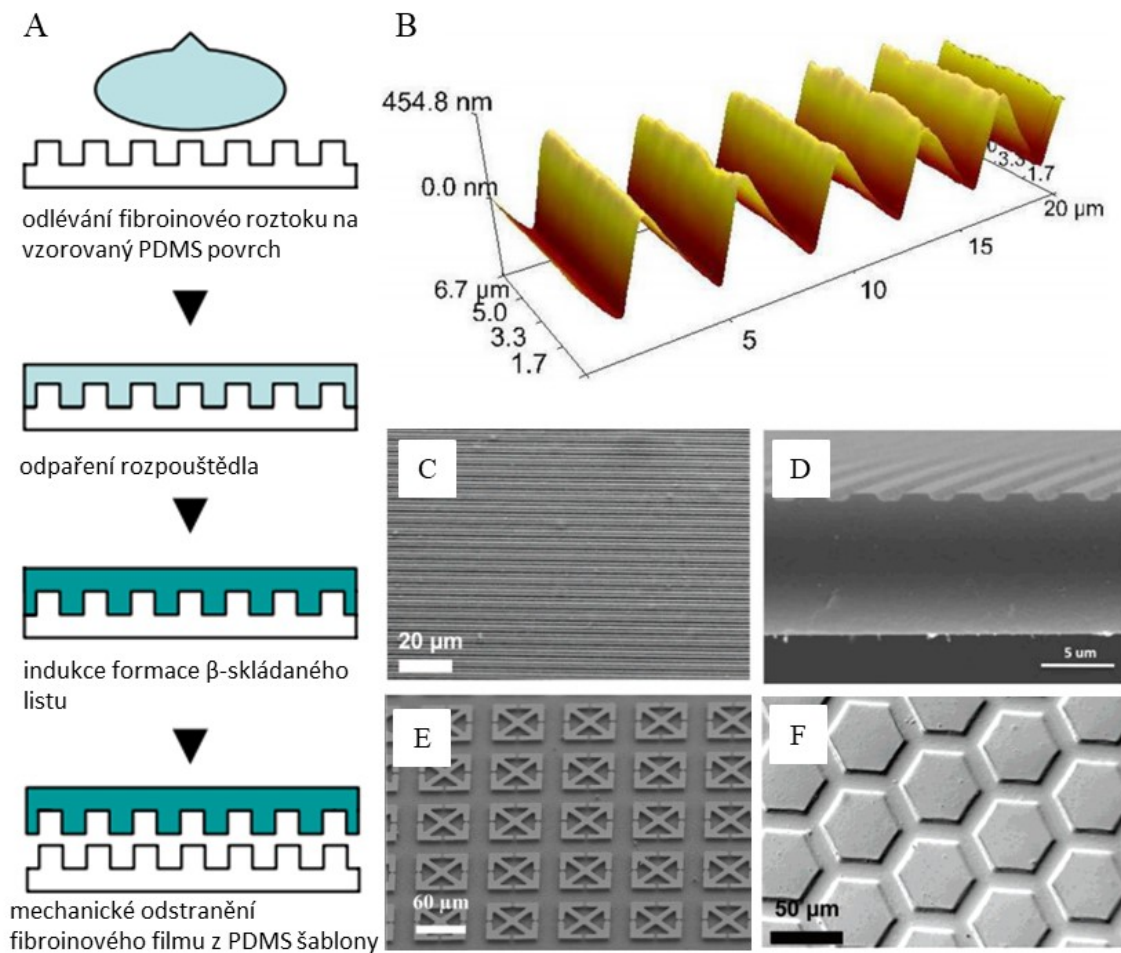 A
odlévání fibroinovéo roztoku na
vzorovaný PDMS povrch
odpaření rozpouštědla
indukce formace β-skládaného
listu
mechanické odstranění
fibroinového filmu z PDMS šablony
B
454.8 nm
0.0 nm
6.7 µm
5.0
3.3
1.7
5
10
15
20 µm
3.3
1.7
C
20 µm
D
5 um
E
60 µm
F
50 µm